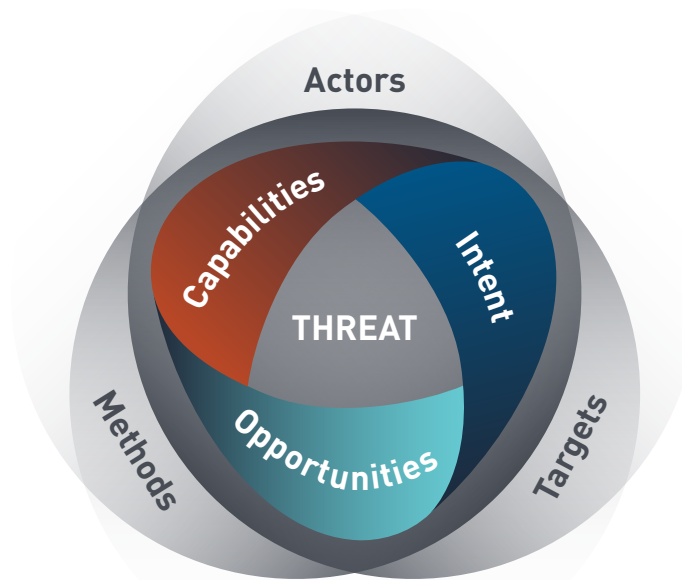 Actors
Capabilities
Intent
THREAT
Methods
Opportunities
Targets